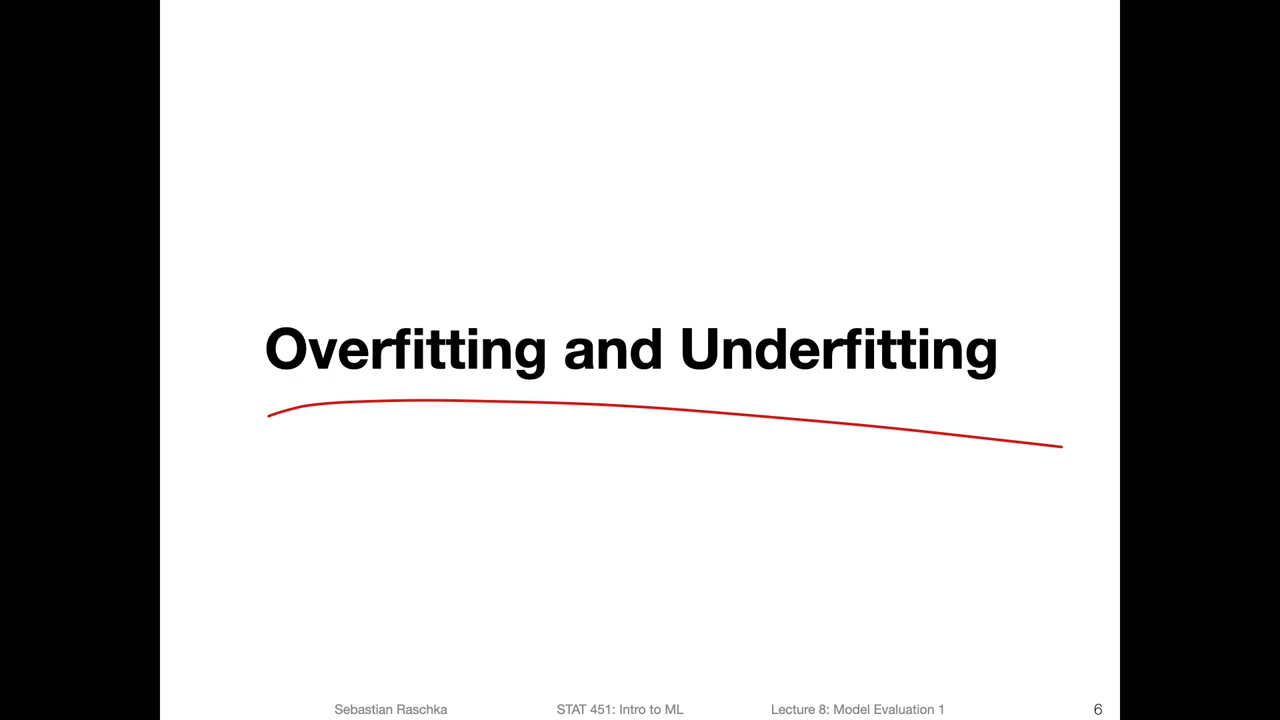 Overfitting and Underfitting
Sebastian Raschka STAT 451: Intro to ML Lecture 8: Model Evaluation 1 6